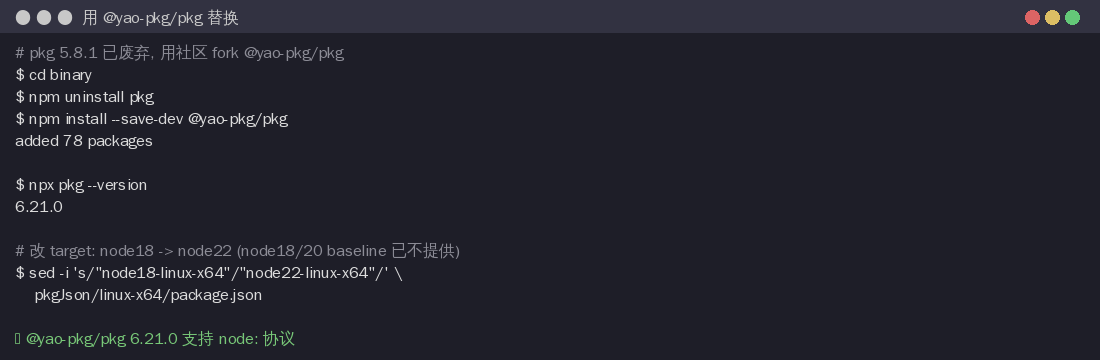 用 @yao-pkg/pkg 替换
# pkg 5.8.1 已废弃, 用社区 fork @yao-pkg/pkg
$ cd binary
$ npm uninstall pkg
$ npm install --save-dev @yao-pkg/pkg
added 78 packages
$ npx pkg --version
6.21.0
# 改 target: node18 -> node22 (node18/20 baseline 已不提供)
$ sed -i 's/"node18-linux-x64"/"node22-linux-x64"/' \
pkgJson/linux-x64/package.json
@yao-pkg/pkg 6.21.0 支持 node: 协议